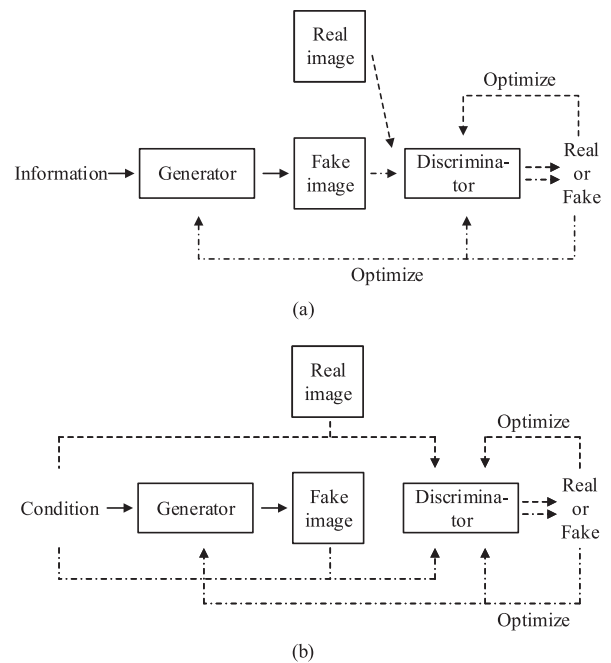 Real
image
Optimize
Information
Generator
Fake
image
Discrimina-
tor
Real
or
Fake
Optimize
(a)
Real
image
Optimize
Condition
Generator
Fake
image
Discrimina-
tor
Real
or
Fake
Optimize
(b)